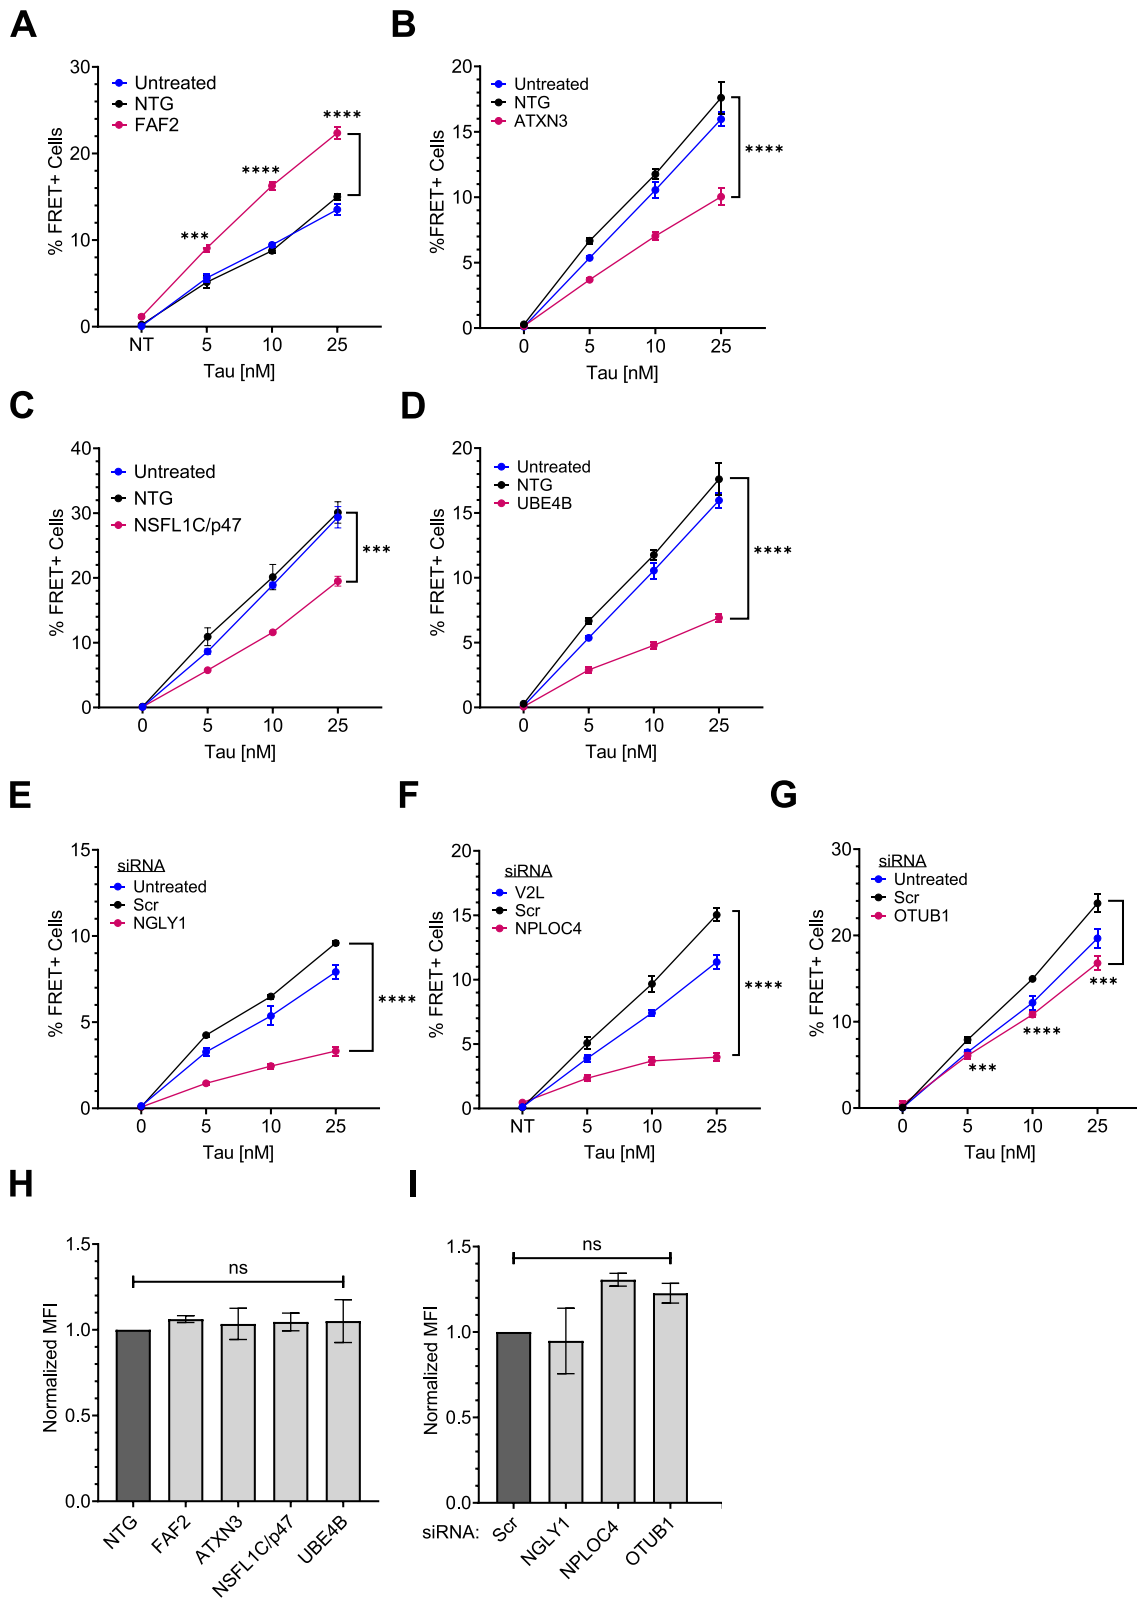 A
% FRET+ Cells
30
20
10
0
Untreated
NTG
FAF2
***
****
****
NT
5
10
25
Tau [nM]
B
%FRET+ Cells
20
15
10
5
0
Untreated
NTG
ATXN3
****
0
5
10
25
Tau [nM]
C
% FRET+ Cells
40
30
20
10
0
Untreated
NTG
NSFL1C/p47
***
0
5
10
25
Tau [nM]
D
% FRET+ Cells
20
15
10
5
0
Untreated
NTG
UBE4B
****
0
5
10
25
Tau [nM]
E
% FRET+ Cells
15
10
5
0
siRNA
Untreated
Scr
NGLY1
****
0
5
10
25
Tau [nM]
F
% FRET+ Cells
20
15
10
5
0
siRNA
V2L
Scr
NPLOC4
****
NT
5
10
25
Tau [nM]
G
% FRET+ Cells
30
20
10
0
siRNA
Untreated
Scr
OTUB1
***
****
***
0
5
10
25
Tau [nM]
H
Normalized MFI
1.5
1.0
0.5
0.0
ns
NTG
FAF2
ATXN3
NSFL1C/p47
UBE4B
I
Normalized MFI
1.5
1.0
0.5
0.0
ns
siRNA:
Scr
NGLY1
NPLOC4
OTUB1